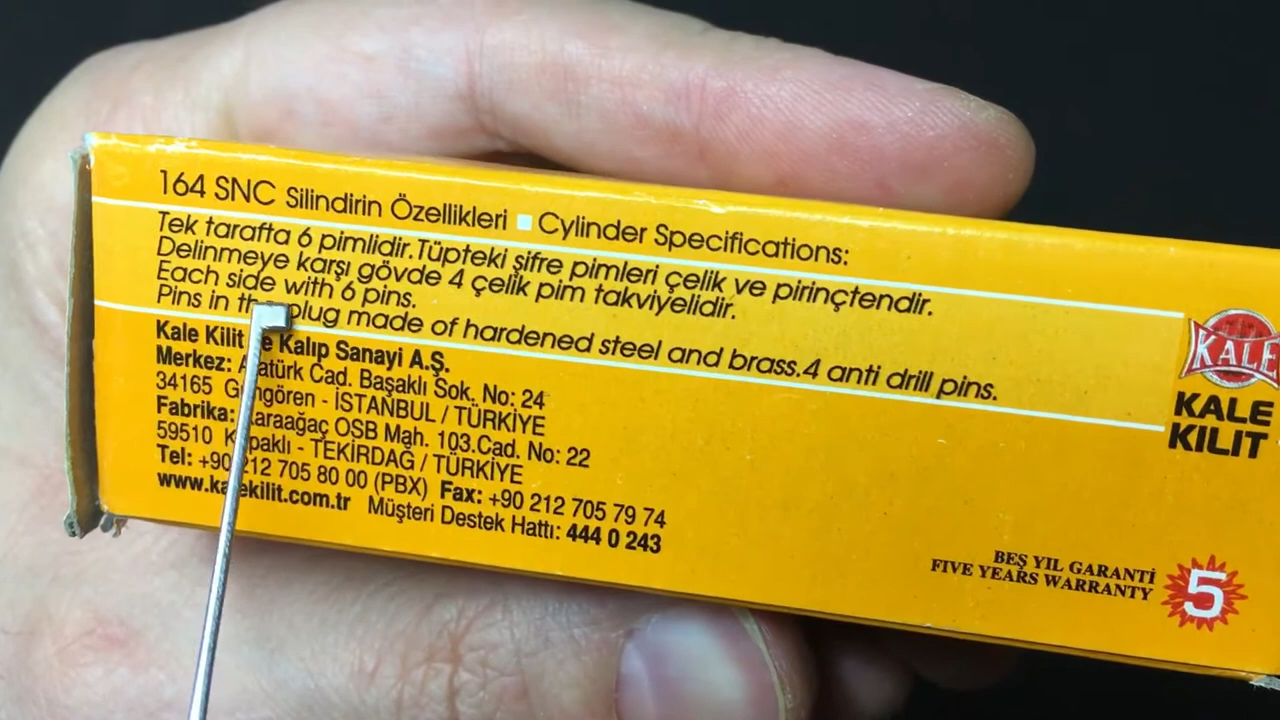 164 SNC Silindirin Özellikleri ▪ Cylinder Specifications:
Tek tarafta 6 pimlidir.Tüpteki şifre pimleri çelik ve pirinçtendir.
Delinmeye karşı gövde 4 çelik pim takviyelidir.
Each side with 6 pins.
Pins in the plug made of hardened steel and brass.4 anti drill pins.
Kale Kilit ve Kalıp Sanayi A.Ş.
Merkez: Atatürk Cad. Başaklı Sok. No: 24
34165 Güngören - İSTANBUL / TÜRKİYE
Fabrika: Karaağaç OSB Mah. 103.Cad. No: 22
59510 Kapaklı - TEKİRDAĞ / TÜRKİYE
Tel: +90 212 705 80 00 (PBX) Fax: +90 212 705 79 74
www.kalekilit.com.tr Müşteri Destek Hattı: 444 0 243
KALE
KALE
KILIT
BEŞ YIL GARANTİ
FIVE YEARS WARRANTY
5